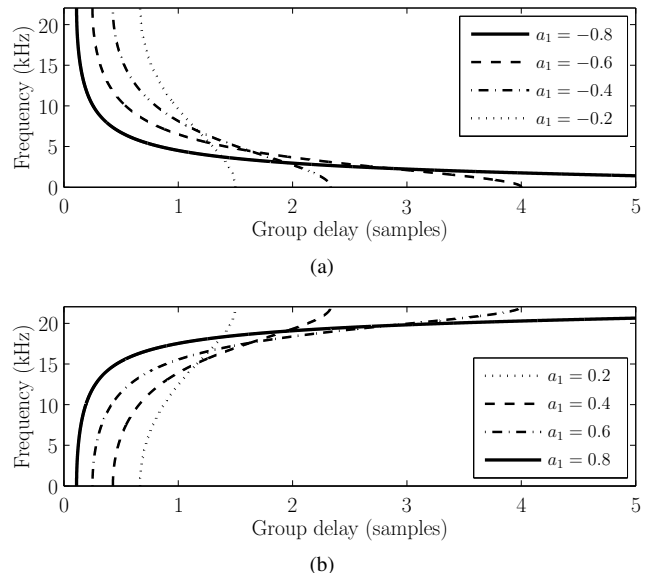 20
15
10
5
0
Frequency (kHz)
a₁ = −0.8
a₁ = −0.6
a₁ = −0.4
a₁ = −0.2
0 1 2 3 4 5
Group delay (samples)
(a)
20
15
10
5
0
Frequency (kHz)
a₁ = 0.2
a₁ = 0.4
a₁ = 0.6
a₁ = 0.8
0 1 2 3 4 5
Group delay (samples)
(b)